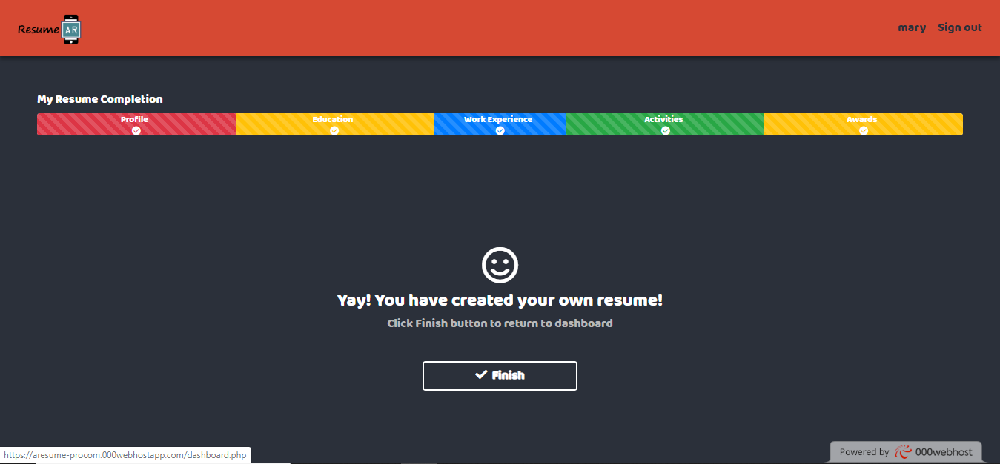 Resume AR
mary Sign out
My Resume Completion
Profile Education Work Experience Activities Awards
Yay! You have created your own resume!
Click Finish button to return to dashboard
Finish
https://aresume-procom.000webhostapp.com/dashboard.php
Powered by 000webhost